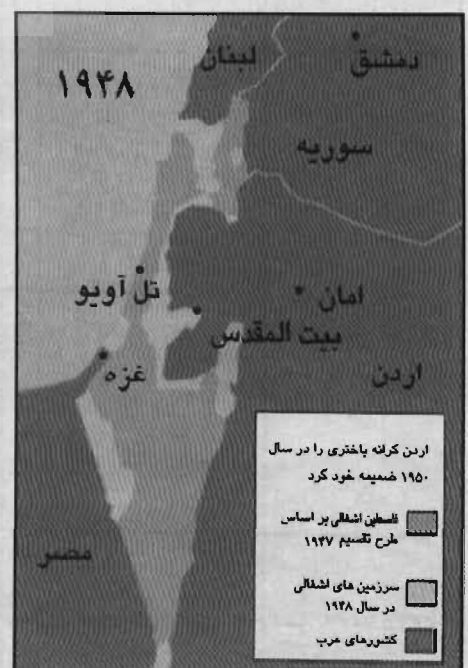 ۱۹۴۸
لبنان
دمشق
سوریه
تل آویو
امان
بیت المقدس
غزه
اردن
مصر
اردن کرانه باختری را در سال
۱۹۵۰ ضمیمه خود کرد
فلسطین اشغالی بر اساس
طرح تقسیم ۱۹۴۷
سرزمین های اشغالی
در سال ۱۹۴۸
کشورهای عرب